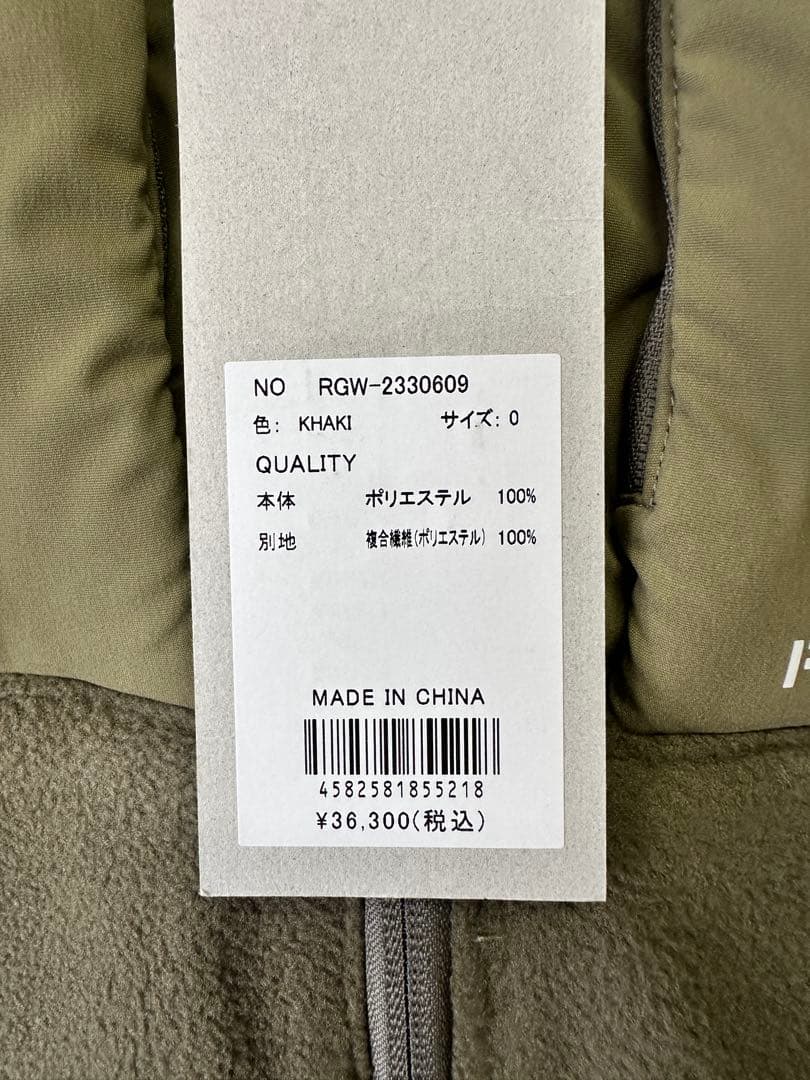 NO RGW-2330609
色: KHAKI サイズ: 0
QUALITY
本体 ポリエステル 100%
別地 複合繊維(ポリエステル) 100%
MADE IN CHINA
4582581855218
¥36,300(税込)